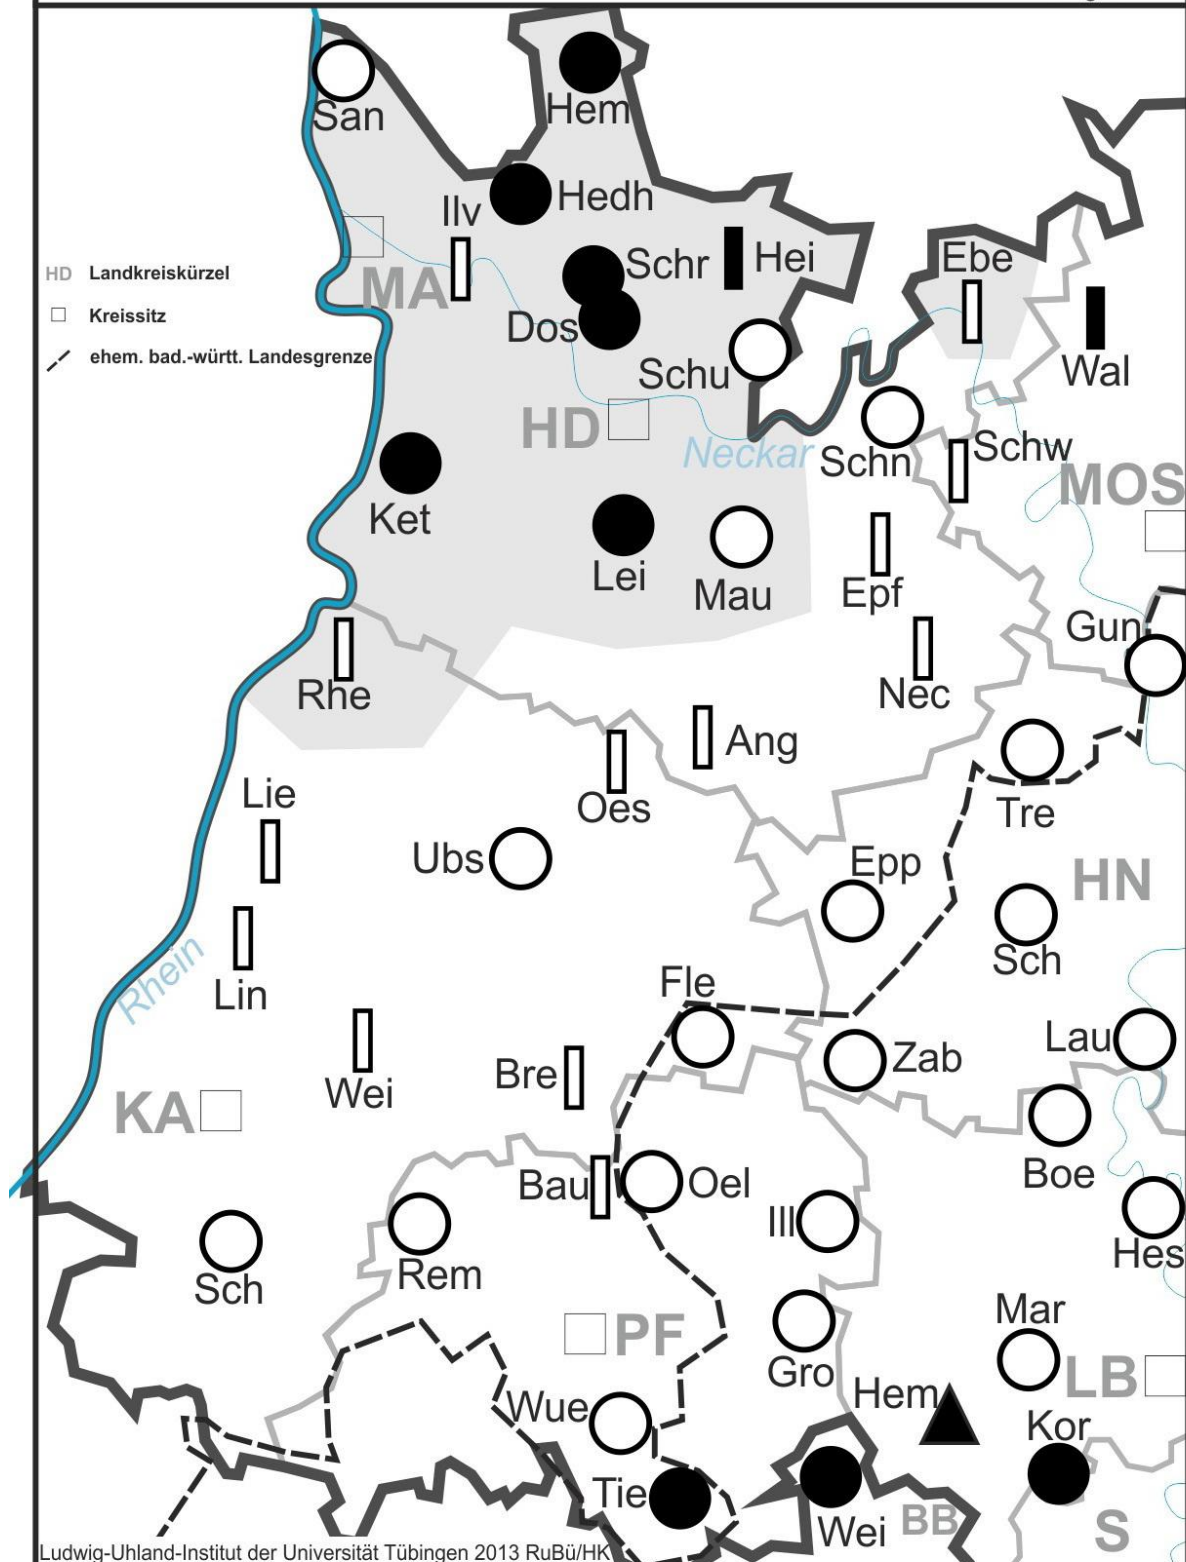 San
Hem
Hedh
Ilv
Schr
Hei
Ebe
HD Landkreiskürzel
MA
Kreissitz
Dos
ehem. bad.-württ. Landesgrenze
Wal
Schu
HD
Neckar
Schn
Schw
MOS
Ket
Lei
Mau
Epf
Gun
Rhe
Nec
Ang
Lie
Oes
Tre
Ubs
Epp
HN
Rhein
Lin
Sch
Fle
Lau
Zab
Bre
Wei
KA
Boe
Bau
Oel
Ill
Hes
Sch
Rem
Mar
PF
Gro
LB
Hem
Wue
Kor
Tie
Wei
BB
S
Ludwig-Uhland-Institut der Universität Tübingen 2013 RuBü/HK